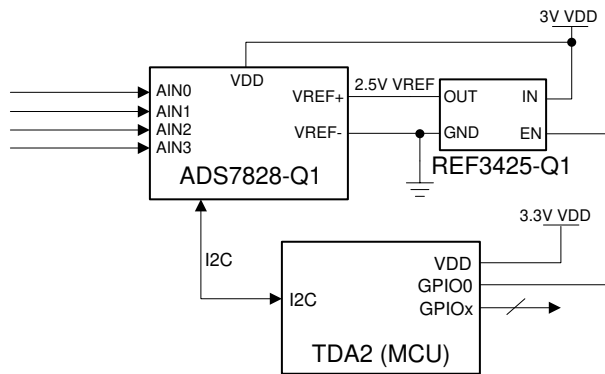 3V VDD
VDD
AIN0
AIN1
AIN2
AIN3
VREF+
VREF-
ADS7828-Q1
2.5V VREF
OUT
IN
GND
EN
REF3425-Q1
I2C
3.3V VDD
VDD
GPIO0
GPIOx
I2C
TDA2 (MCU)